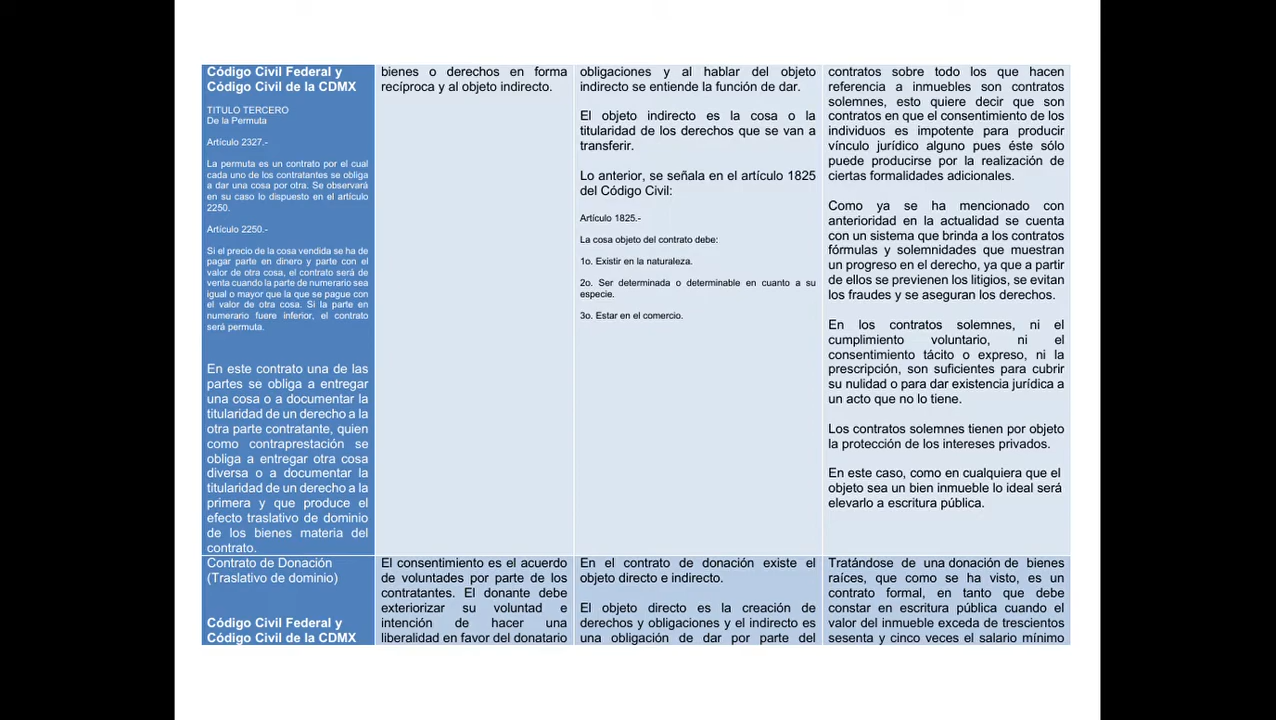 Código Civil Federal y
Código Civil de la CDMX
TITULO TERCERO
De la Permuta
Artículo 2327.-
La permuta es un contrato por el cual
cada uno de los contratantes se obliga
a dar una cosa por otra. Se observará
en su caso lo dispuesto en el artículo
2250.
Artículo 2250.-
Si el precio de la cosa vendida se ha de
pagar parte en dinero y parte con el
valor de otra cosa, el contrato será de
venta cuando la parte de numerario sea
igual o mayor que la que se pague con
el valor de otra cosa. Si la parte en
numerario fuere inferior, el contrato
será permuta.
En este contrato una de las
partes se obliga a entregar
una cosa o a documentar la
titularidad de un derecho a la
otra parte contratante, quien
como contraprestación se
obliga a entregar otra cosa
diversa o a documentar la
titularidad de un derecho a la
primera y que produce el
efecto traslativo de dominio
de los bienes materia del
contrato.
bienes o derechos en forma
recíproca y al objeto indirecto.
obligaciones y al hablar del objeto
indirecto se entiende la función de dar.
El objeto indirecto es la cosa o la
titularidad de los derechos que se van a
transferir.
Lo anterior, se señala en el artículo 1825
del Código Civil:
Artículo 1825.-
La cosa objeto del contrato debe:
1o. Existir en la naturaleza.
2o. Ser determinada o determinable en cuanto a su
especie.
3o. Estar en el comercio.
contratos sobre todo los que hacen
referencia a inmuebles son contratos
solemnes, esto quiere decir que son
contratos en que el consentimiento de los
individuos es impotente para producir
vínculo jurídico alguno pues éste sólo
puede producirse por la realización de
ciertas formalidades adicionales.
Como ya se ha mencionado con
anterioridad en la actualidad se cuenta
con un sistema que brinda a los contratos
fórmulas y solemnidades que muestran
un progreso en el derecho, ya que a partir
de ellos se previenen los litigios, se evitan
los fraudes y se aseguran los derechos.
En los contratos solemnes, ni el
cumplimiento voluntario, ni el
consentimiento tácito o expreso, ni la
prescripción, son suficientes para cubrir
su nulidad o para dar existencia jurídica a
un acto que no lo tiene.
Los contratos solemnes tienen por objeto
la protección de los intereses privados.
En este caso, como en cualquiera que el
objeto sea un bien inmueble lo ideal será
elevarlo a escritura pública.
Contrato de Donación
(Traslativo de dominio)
Código Civil Federal y
Código Civil de la CDMX
El consentimiento es el acuerdo
de voluntades por parte de los
contratantes. El donante debe
exteriorizar su voluntad e
intención de hacer una
liberalidad en favor del donatario
En el contrato de donación existe el
objeto directo e indirecto.
El objeto directo es la creación de
derechos y obligaciones y el indirecto es
una obligación de dar por parte del
Tratándose de una donación de bienes
raíces, que como se ha visto, es un
contrato formal, en tanto que debe
constar en escritura pública cuando el
valor del inmueble exceda de trescientos
sesenta y cinco veces el salario mínimo